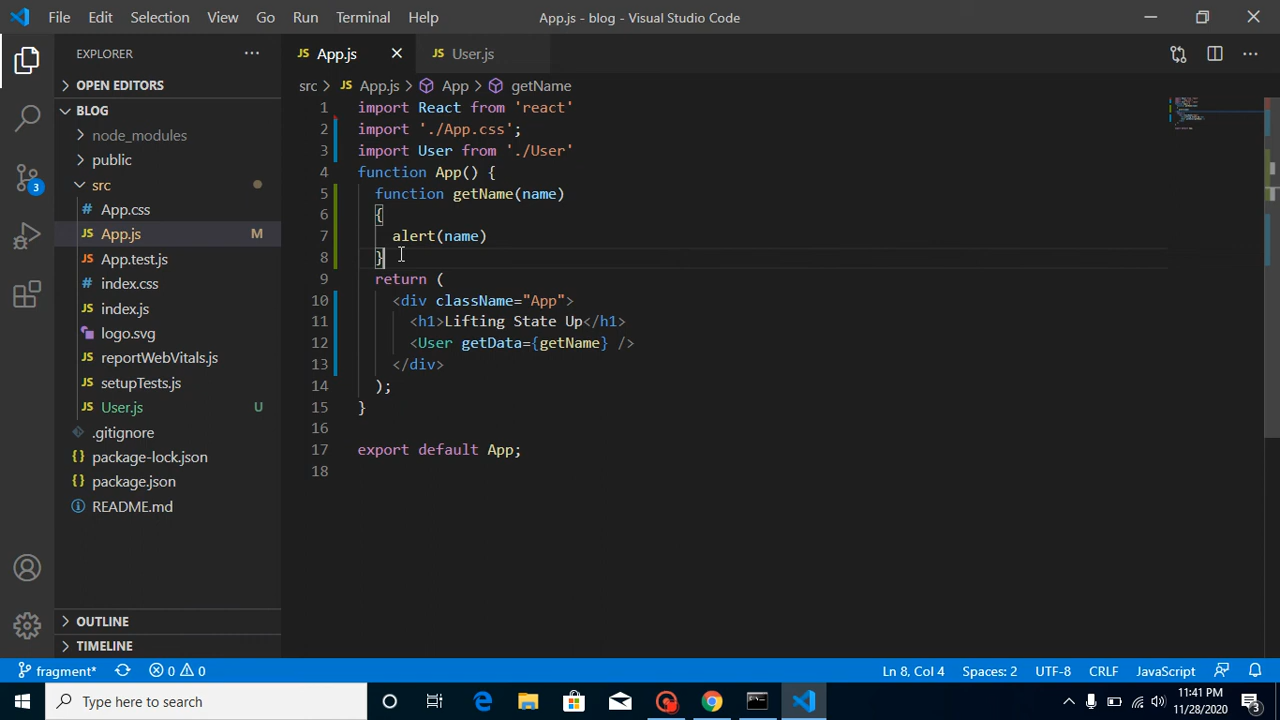 File Edit Selection View Go Run Terminal Help App.js - blog - Visual Studio Code
EXPLORER
App.js User.js
OPEN EDITORS
BLOG
node_modules
public
src
App.css
App.js M
App.test.js
index.css
index.js
logo.svg
reportWebVitals.js
setupTests.js
User.js U
.gitignore
package-lock.json
package.json
README.md
OUTLINE
TIMELINE
3
src > App.js > App > getName
1 import React from 'react'
2 import './App.css';
3 import User from './User'
4 function App() {
5 function getName(name)
6 {
7 alert(name)
8 }
9 return (
10 <div className="App">
11 <h1>Lifting State Up</h1>
12 <User getData={getName} />
13 </div>
14 );
15 }
16
17 export default App;
18
fragment* 0 0 Ln 8, Col 4 Spaces: 2 UTF-8 CRLF JavaScript
Type here to search
11:41 PM
11/28/2020
3